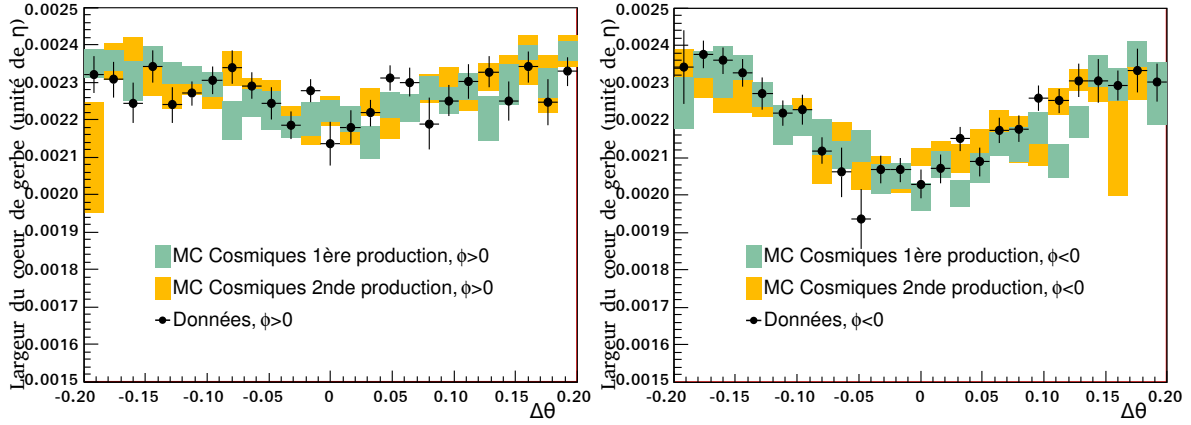 Largeur du coeur de gerbe (unité de η)
0.0025
0.0024
0.0023
0.0022
0.0021
0.0020
0.0019
0.0018
0.0017
0.0016
0.0015
MC Cosmiques 1ère production, ϕ>0
MC Cosmiques 2nde production, ϕ>0
Données, ϕ>0
-0.20 -0.15 -0.10 -0.05 0 0.05 0.10 0.15 0.20
Δθ
Largeur du coeur de gerbe (unité de η)
0.0025
0.0024
0.0023
0.0022
0.0021
0.0020
0.0019
0.0018
0.0017
0.0016
0.0015
MC Cosmiques 1ère production, ϕ<0
MC Cosmiques 2nde production, ϕ<0
Données, ϕ<0
-0.20 -0.15 -0.10 -0.05 0 0.05 0.10 0.15 0.20
Δθ